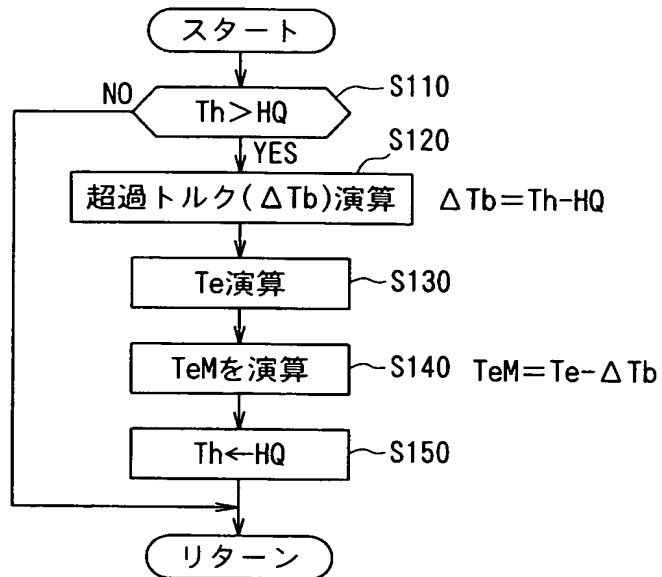 スタート
NO
Th>HQ
S110
YES
S120
超過トルク(ΔTb)演算
ΔTb=Th-HQ
Te演算
S130
TeMを演算
S140
TeM=Te-ΔTb
Th←HQ
S150
リターン